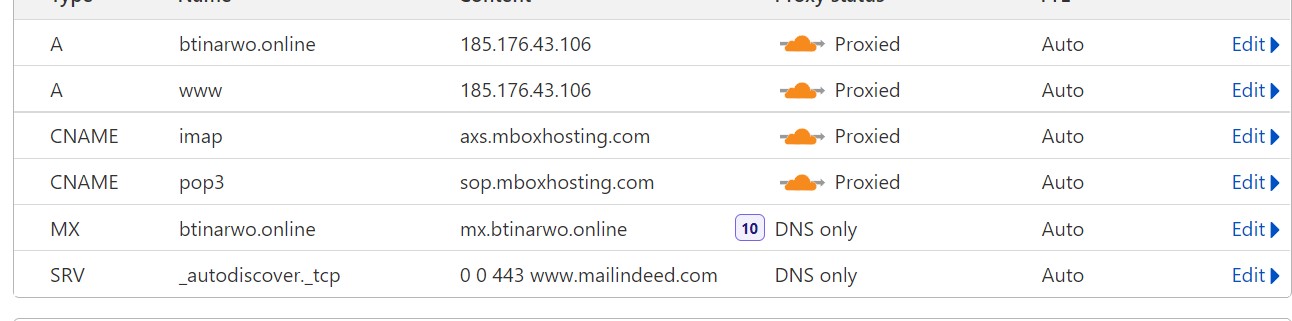 Type Name Content Proxy status TTL
A btinarwo.online 185.176.43.106 Proxied Auto Edit
A www 185.176.43.106 Proxied Auto Edit
CNAME imap axs.mboxhosting.com Proxied Auto Edit
CNAME pop3 sop.mboxhosting.com Proxied Auto Edit
MX btinarwo.online mx.btinarwo.online 10 DNS only Auto Edit
SRV _autodiscover._tcp 0 0 443 www.mailindeed.com DNS only Auto Edit